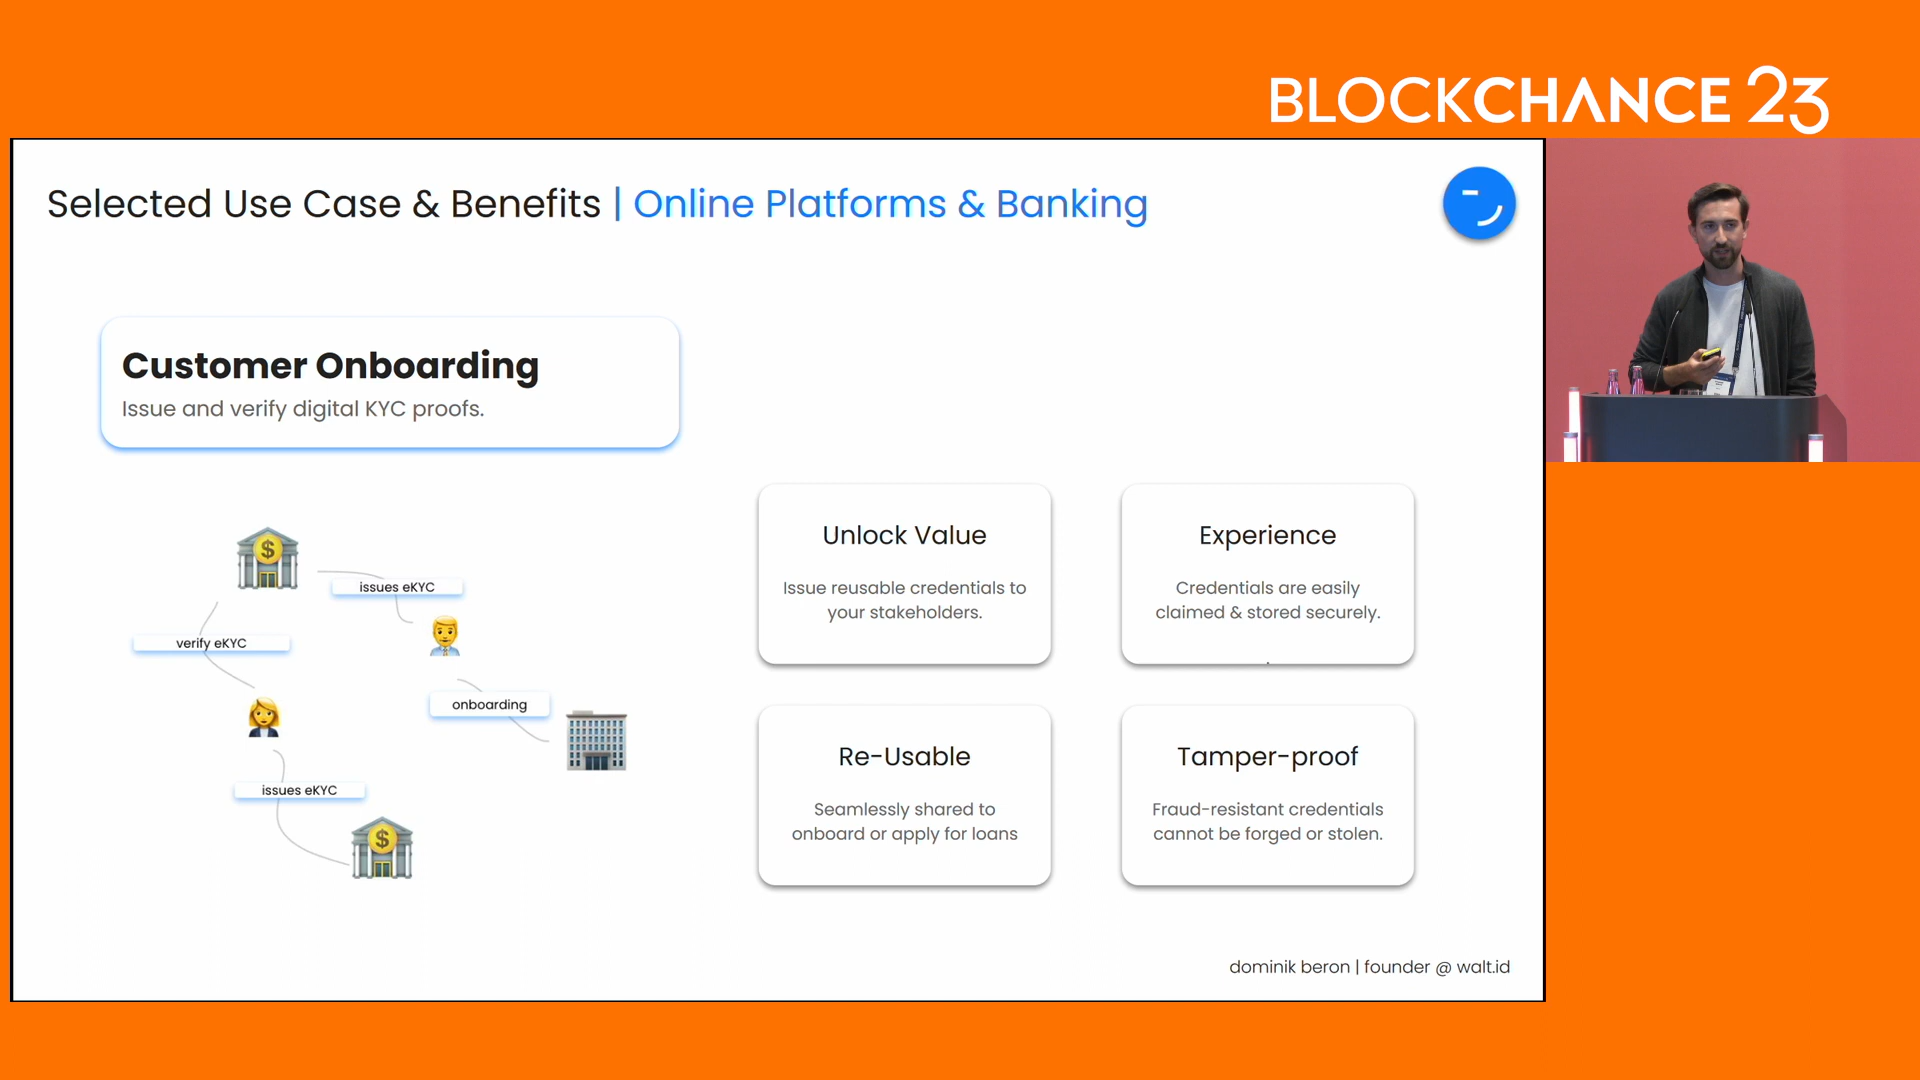 BLOCKCHANCE 23
Selected Use Case & Benefits | Online Platforms & Banking
Customer Onboarding
Issue and verify digital KYC proofs.
issues eKYC
verify eKYC
onboarding
issues eKYC
Unlock Value
Issue reusable credentials to
your stakeholders.
Experience
Credentials are easily
claimed & stored securely.
Re-Usable
Seamlessly shared to
onboard or apply for loans
Tamper-proof
Fraud-resistant credentials
cannot be forged or stolen.
dominik beron | founder @ walt.id